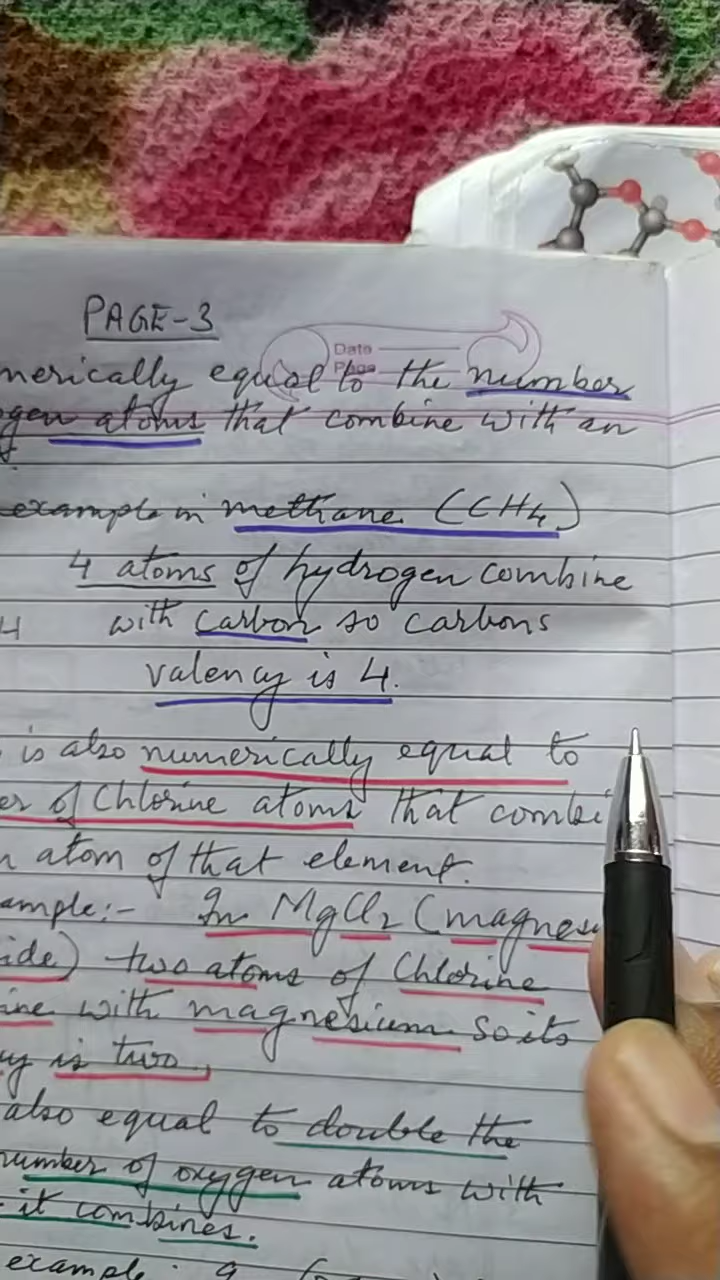 PAGE-3
Data
Page
merically equal to the number
gen atoms that combine with an
example in methane (CH4)
4 atoms of hydrogen combine
H with carbon so carbons
valency is 4.
is also numerically equal to
er of Chlorine atoms that combi
atom of that element.
ample:- In MgCl2 (magnes
ide) two atoms of Chlorine
ine with magnesium so its
cy is two,
also equal to double the
number of oxygen atoms with
it combines.
example: